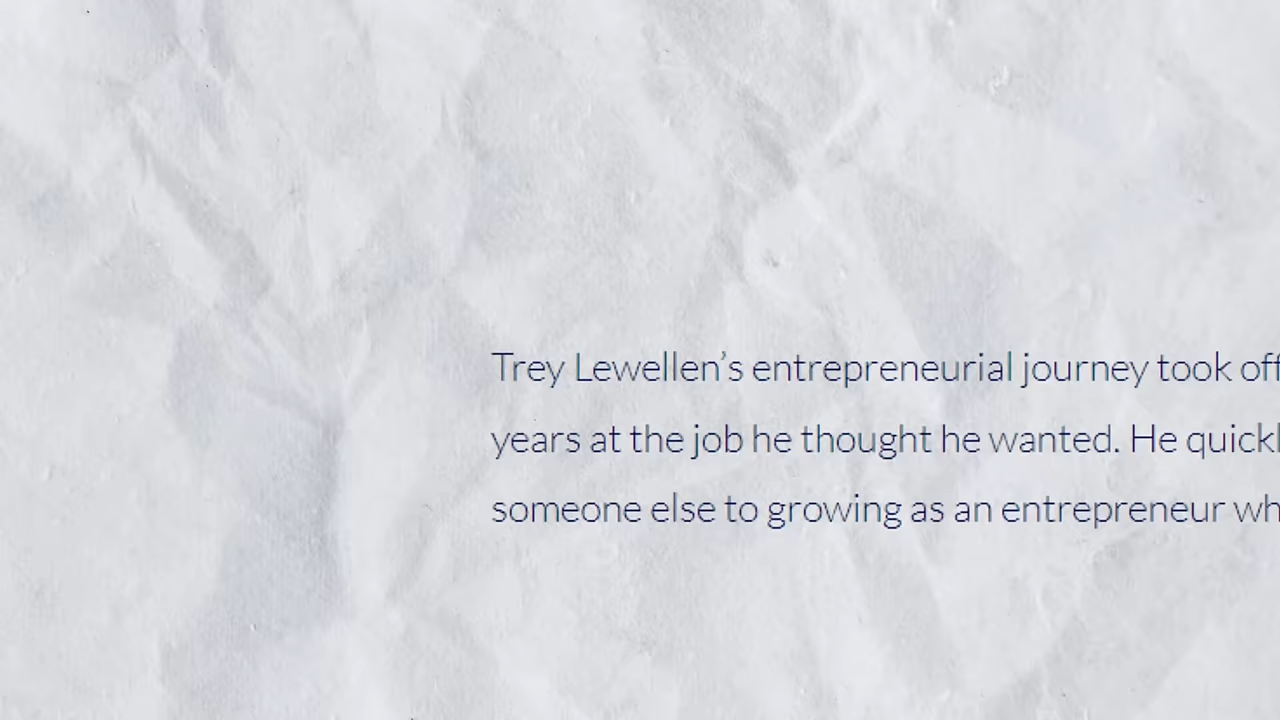 Trey Lewellen’s entrepreneurial journey took off
years at the job he thought he wanted. He quickl
someone else to growing as an entrepreneur wh